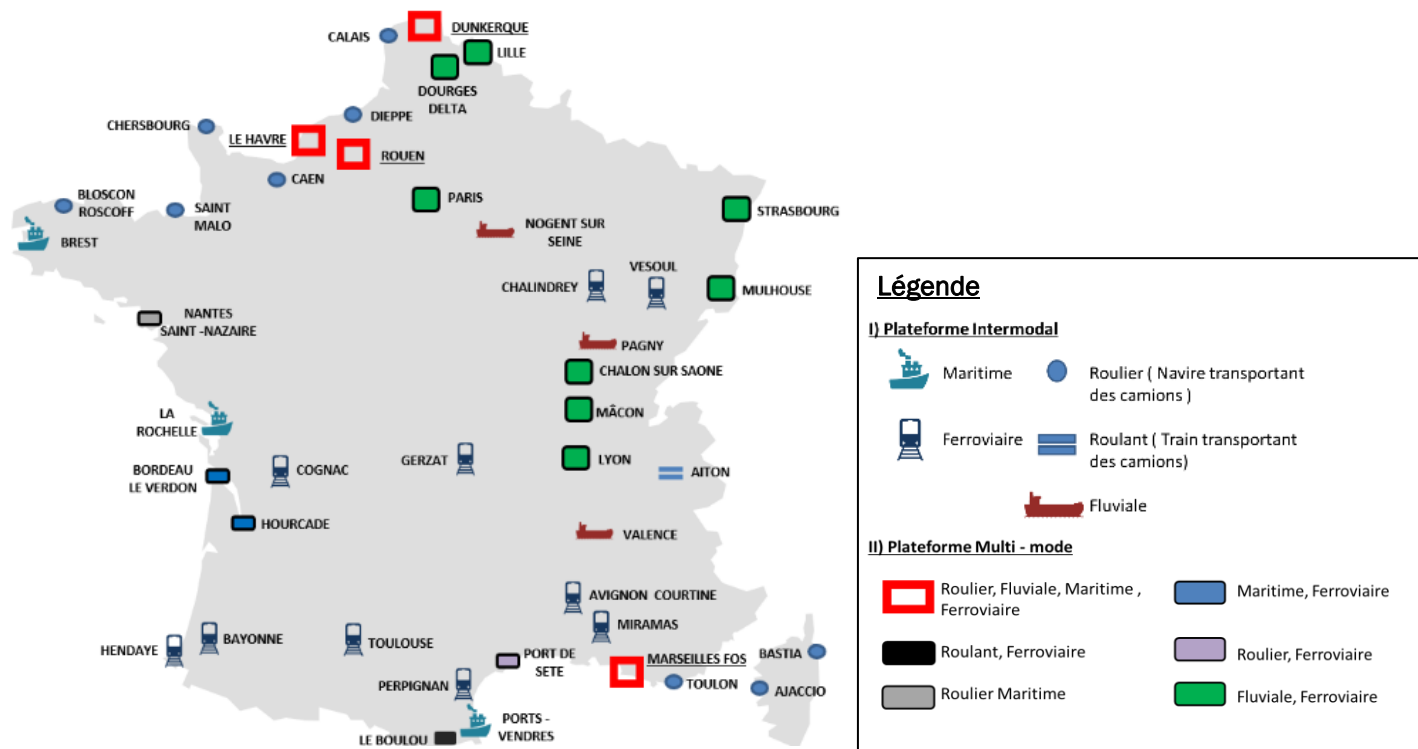 DUNKERQUE
CALAIS
LILLE
DOURGES
DELTA
DIEPPE
CHERSBOURG
LE HAVRE
ROUEN
CAEN
BLOSCON
ROSCOFF
SAINT
MALO
PARIS
STRASBOURG
BREST
NOGENT SUR
SEINE
VESOUL
CHALINDREY
MULHOUSE
NANTES
SAINT -NAZAIRE
PAGNY
CHALON SUR SAONE
MÂCON
LA
ROCHELLE
GERZAT
LYON
COGNAC
AITON
BORDEAU
LE VERDON
HOURCADE
VALENCE
AVIGNON COURTINE
MIRAMAS
HENDAYE
BAYONNE
TOULOUSE
PORT DE
SETE
MARSEILLES FOS
BASTIA
PERPIGNAN
TOULON
AJACCIO
PORTS -
VENDRES
LE BOULOU
Légende
I) Plateforme Intermodal
Maritime
Roulier ( Navire transportant
des camions )
Ferroviaire
Roulant ( Train transportant
des camions)
Fluviale
II) Plateforme Multi - mode
Roulier, Fluviale, Maritime ,
Ferroviaire
Maritime, Ferroviaire
Roulant, Ferroviaire
Roulier, Ferroviaire
Roulier Maritime
Fluviale, Ferroviaire